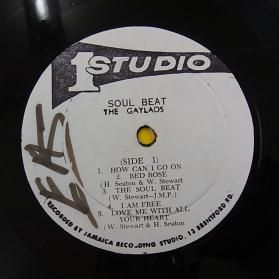 1 STUDIO
SOUL BEAT
THE GAYLADS
(SIDE 1)
1. HOW CAN I GO ON
2. RED ROSE
(H. Seaton & W. Stewart)
3. THE SOUL BEAT
(W. Stewart—J.M.P.)
4. I AM FREE
5. LOVE ME WITH ALL
YOUR HEART
(W. Stewart & H. Seaton)
RECORDED BY JAMAICA RECORDING STUDIO, 13 BRENTFORD RD